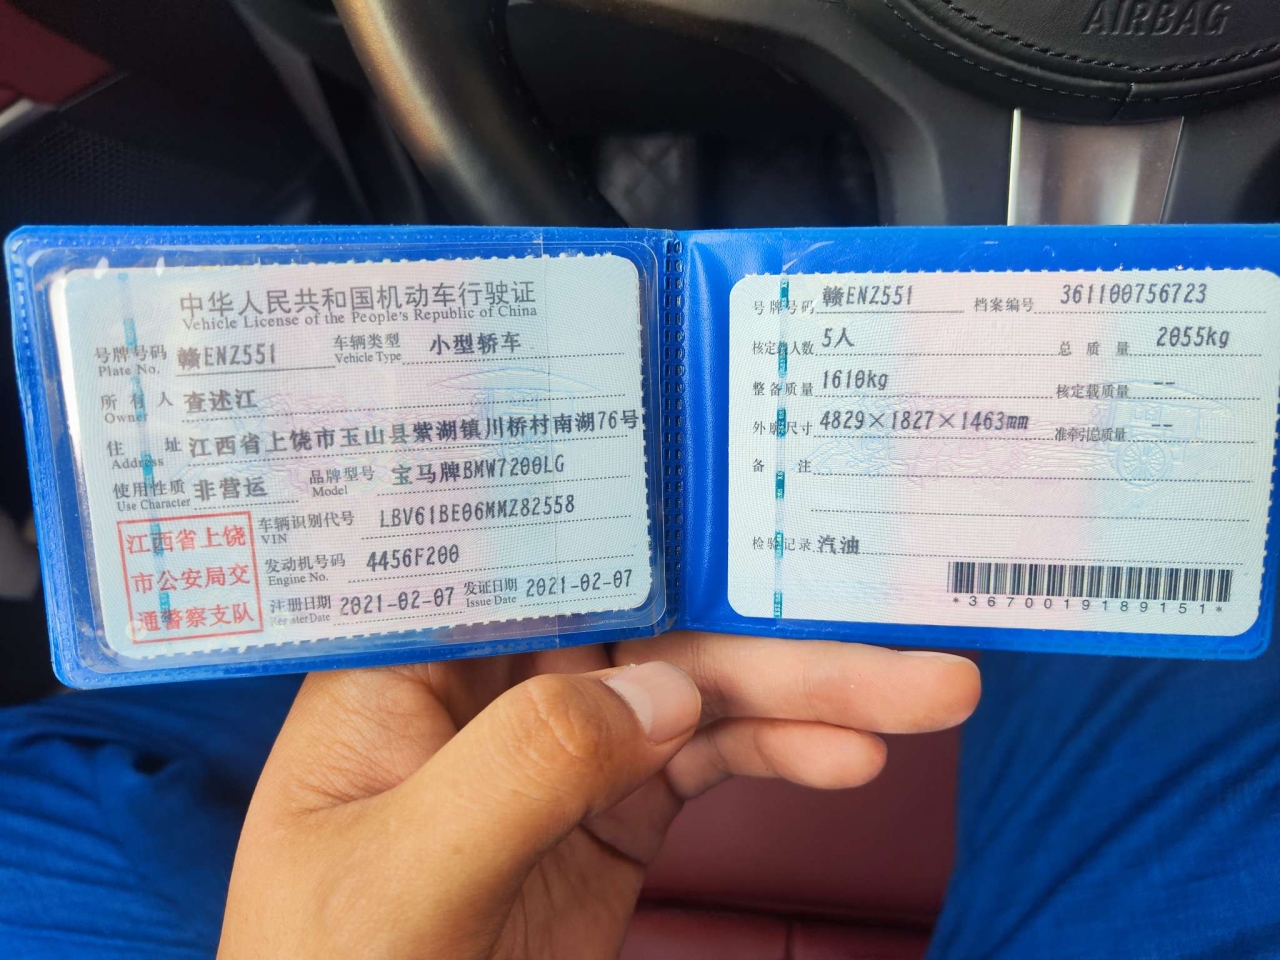 AIRBAG
中华人民共和国机动车行驶证
Vehicle License of the People's Republic of China
号牌号码 赣ENZ551 车辆类型 小型轿车
Plate No. Vehicle Type
所有人 查述江
Owner
住址 江西省上饶市玉山县紫湖镇川桥村南湖76号
Address
使用性质 非营运 品牌型号 宝马牌BMW7200LG
Use Character Model
江西省上饶
市公安局交
通警察支队
车辆识别代号 LBV61BE06MMZ82558
VIN
发动机号码 4456F200
Engine No.
注册日期 2021-02-07 发证日期 2021-02-07
Register Date Issue Date
号牌号码 赣ENZ551 档案编号 361100756723
核定载人数 5人 总质量 2055kg
整备质量 1610kg 核定载质量 --
外廓尺寸 4829×1827×1463mm 准牵引总质量 --
备注
检验记录 汽油
*3670019189151*